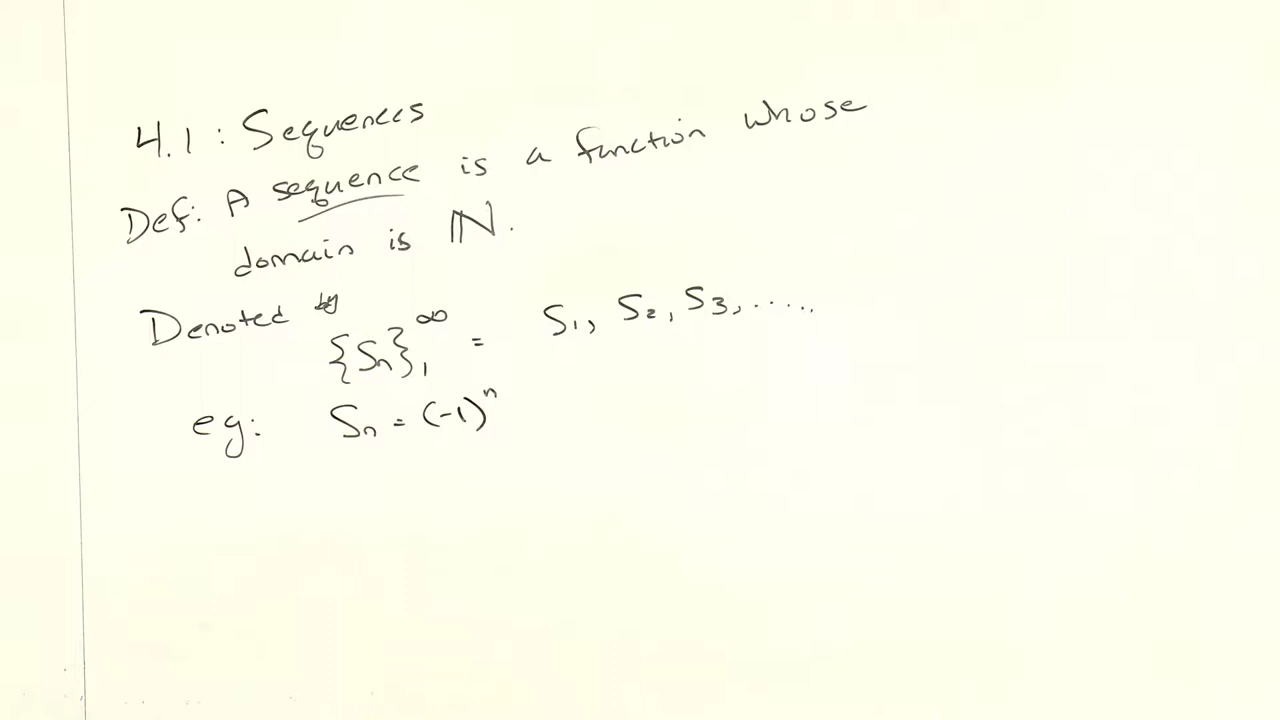 4.1: Sequences
Def: A sequence is a function whose
domain is ℕ.
Denoted by
{Sn}₁^∞ = S₁, S₂, S₃, .....
eg: Sn = (-1)ⁿ